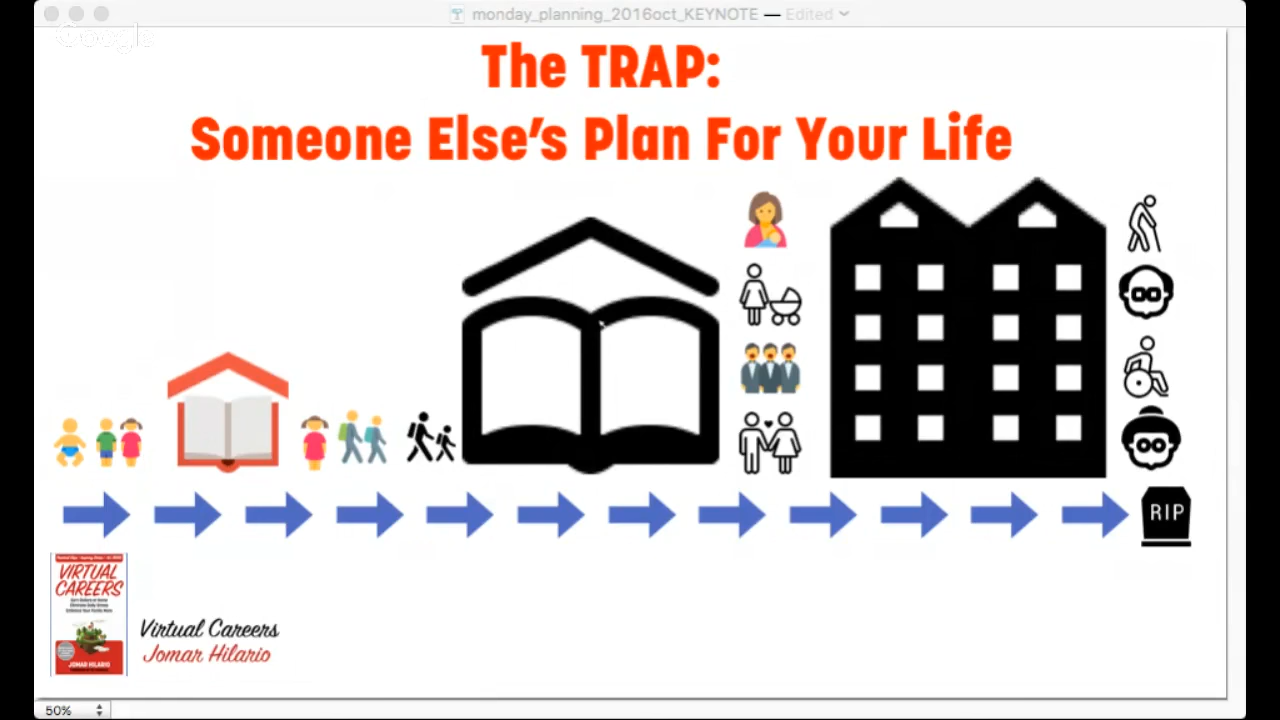 monday_planning_2016oct_KEYNOTE — Edited
Google
The TRAP:
Someone Else's Plan For Your Life
RIP
VIRTUAL
CAREERS
JOMAR HILARIO
Virtual Careers
Jomar Hilario
50%